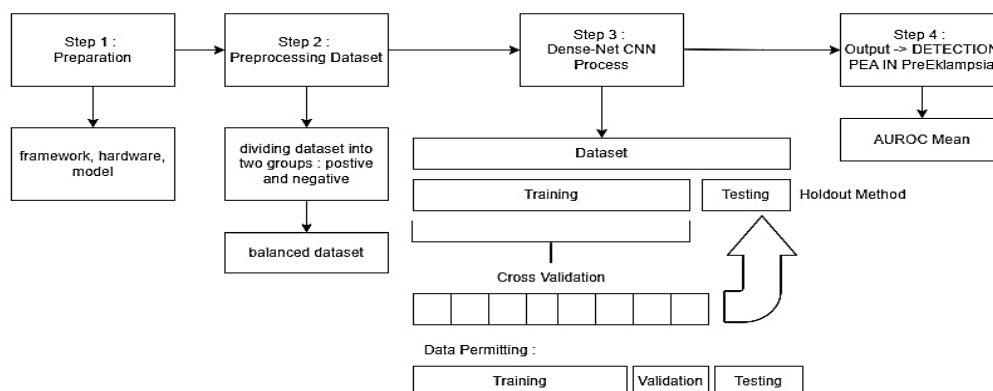 Step 1 :
Preparation
Step 2 :
Preprocessing Dataset
Step 3 :
Dense-Net CNN
Process
Step 4 :
Output -> DETECTION
PEA IN PreEklampsia
framework, hardware,
model
dividing dataset into
two groups : postive
and negative
balanced dataset
Dataset
Training
Testing
Holdout Method
Cross Validation
Data Permitting :
Training
Validation
Testing
AUROC Mean